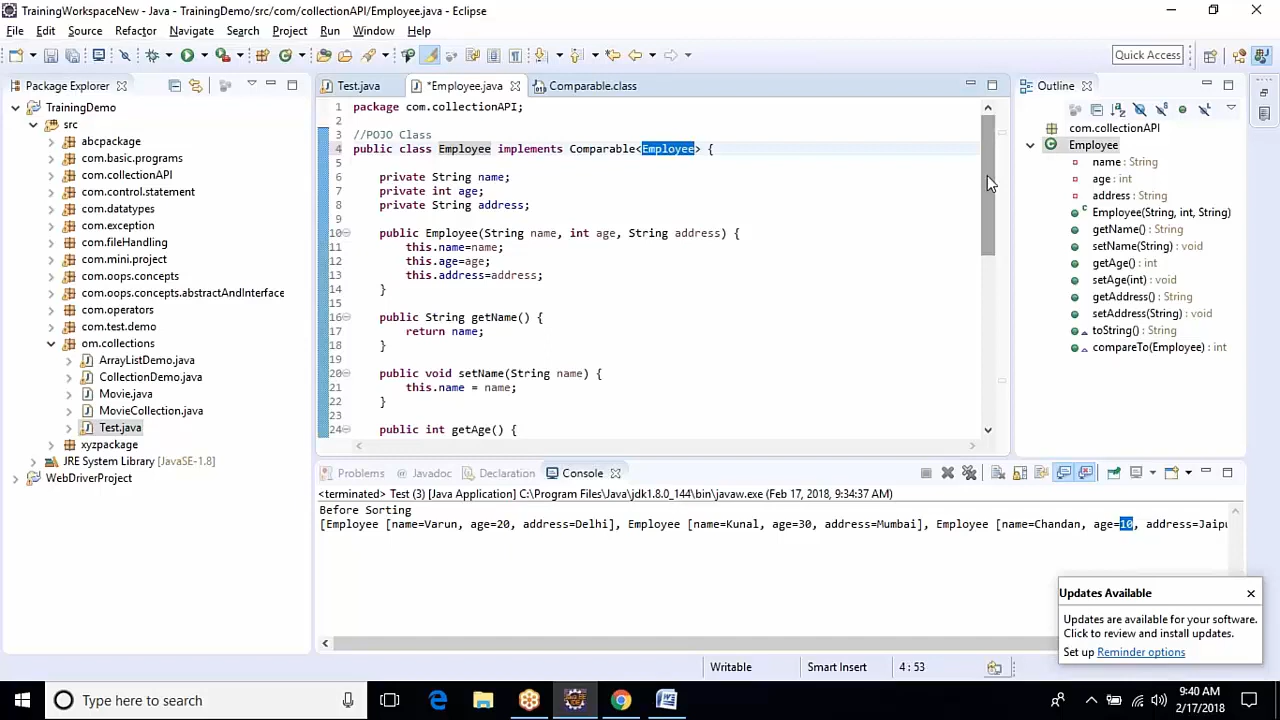 TrainingWorkspaceNew - Java - TrainingDemo/src/com/collectionAPI/Employee.java - Eclipse
File Edit Source Refactor Navigate Search Project Run Window Help
Quick Access
Package Explorer
TrainingDemo
src
abcpackage
com.basic.programs
com.collectionAPI
com.control.statement
com.datatypes
com.exception
com.fileHandling
com.mini.project
com.oops.concepts
com.oops.concepts.abstractAndInterface
com.operators
com.test.demo
om.collections
ArrayListDemo.java
CollectionDemo.java
Movie.java
MovieCollection.java
Test.java
xyzpackage
JRE System Library [JavaSE-1.8]
WebDriverProject
Test.java *Employee.java Comparable.class
1 package com.collectionAPI;
2
3 //POJO Class
4 public class Employee implements Comparable<Employee> {
5
6 private String name;
7 private int age;
8 private String address;
9
10 public Employee(String name, int age, String address) {
11 this.name=name;
12 this.age=age;
13 this.address=address;
14 }
15
16 public String getName() {
17 return name;
18 }
19
20 public void setName(String name) {
21 this.name = name;
22 }
23
24 public int getAge() {
Outline
com.collectionAPI
Employee
name : String
age : int
address : String
Employee(String, int, String)
getName() : String
setName(String) : void
getAge() : int
setAge(int) : void
getAddress() : String
setAddress(String) : void
toString() : String
compareTo(Employee) : int
Problems Javadoc Declaration Console
<terminated> Test (3) [Java Application] C:\Program Files\Java\jdk1.8.0_144\bin\javaw.exe (Feb 17, 2018, 9:34:37 AM)
Before Sorting
[Employee [name=Varun, age=20, address=Delhi], Employee [name=Kunal, age=30, address=Mumbai], Employee [name=Chandan, age=10, address=Jaipu
Updates Available
Updates are available for your software.
Click to review and install updates.
Set up Reminder options
Writable Smart Insert 4 : 53
Type here to search
9:40 AM
2/17/2018